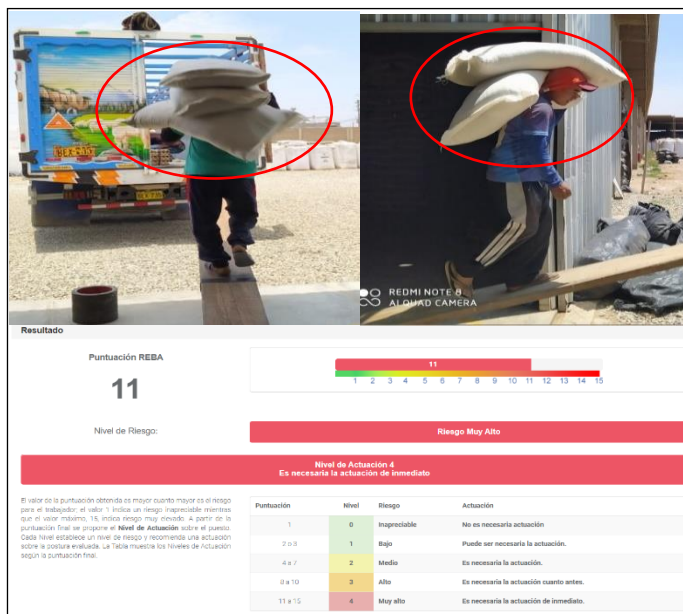 REDMI NOTE 8
AI QUAD CAMERA
Resultado
Puntuación REBA
11
11
1 2 3 4 5 6 7 8 9 10 11 12 13 14 15
Nivel de Riesgo:
Riesgo Muy Alto
Nivel de Actuación 4
Es necesaria la actuación de inmediato
El valor de la puntuación obtenida es mayor cuanto mayor es el riesgo
para el trabajador; el valor 1 indica un riesgo inapreciable mientras
que el valor máximo, 15, indica riesgo muy elevado. A partir de la
puntuación final se propone el Nivel de Actuación sobre el puesto.
Cada Nivel establece un nivel de riesgo y recomienda una actuación
sobre la postura evaluada. La Tabla muestra los Niveles de Actuación
según la puntuación final.
Puntuación Nivel Riesgo Actuación
1 0 Inapreciable No es necesaria actuación
2 o 3 1 Bajo Puede ser necesaria la actuación.
4 a 7 2 Medio Es necesaria la actuación.
8 a 10 3 Alto Es necesaria la actuación cuanto antes.
11 a 15 4 Muy alto Es necesaria la actuación de inmediato.